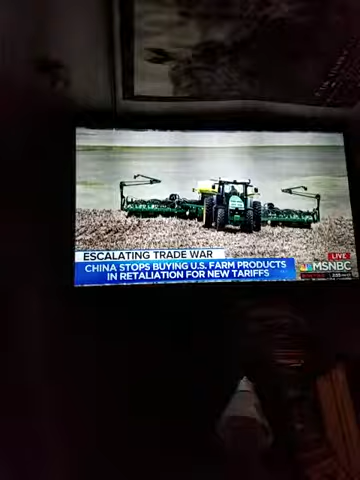 ESCALATING TRADE WAR
LIVE
CHINA STOPS BUYING U.S. FARM PRODUCTS
IN RETALIATION FOR NEW TARIFFS
MSNBC